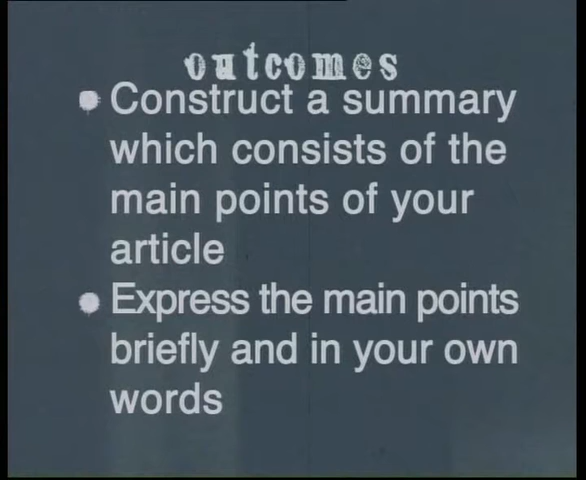 outcomes
• Construct a summary
which consists of the
main points of your
article
• Express the main points
briefly and in your own
words